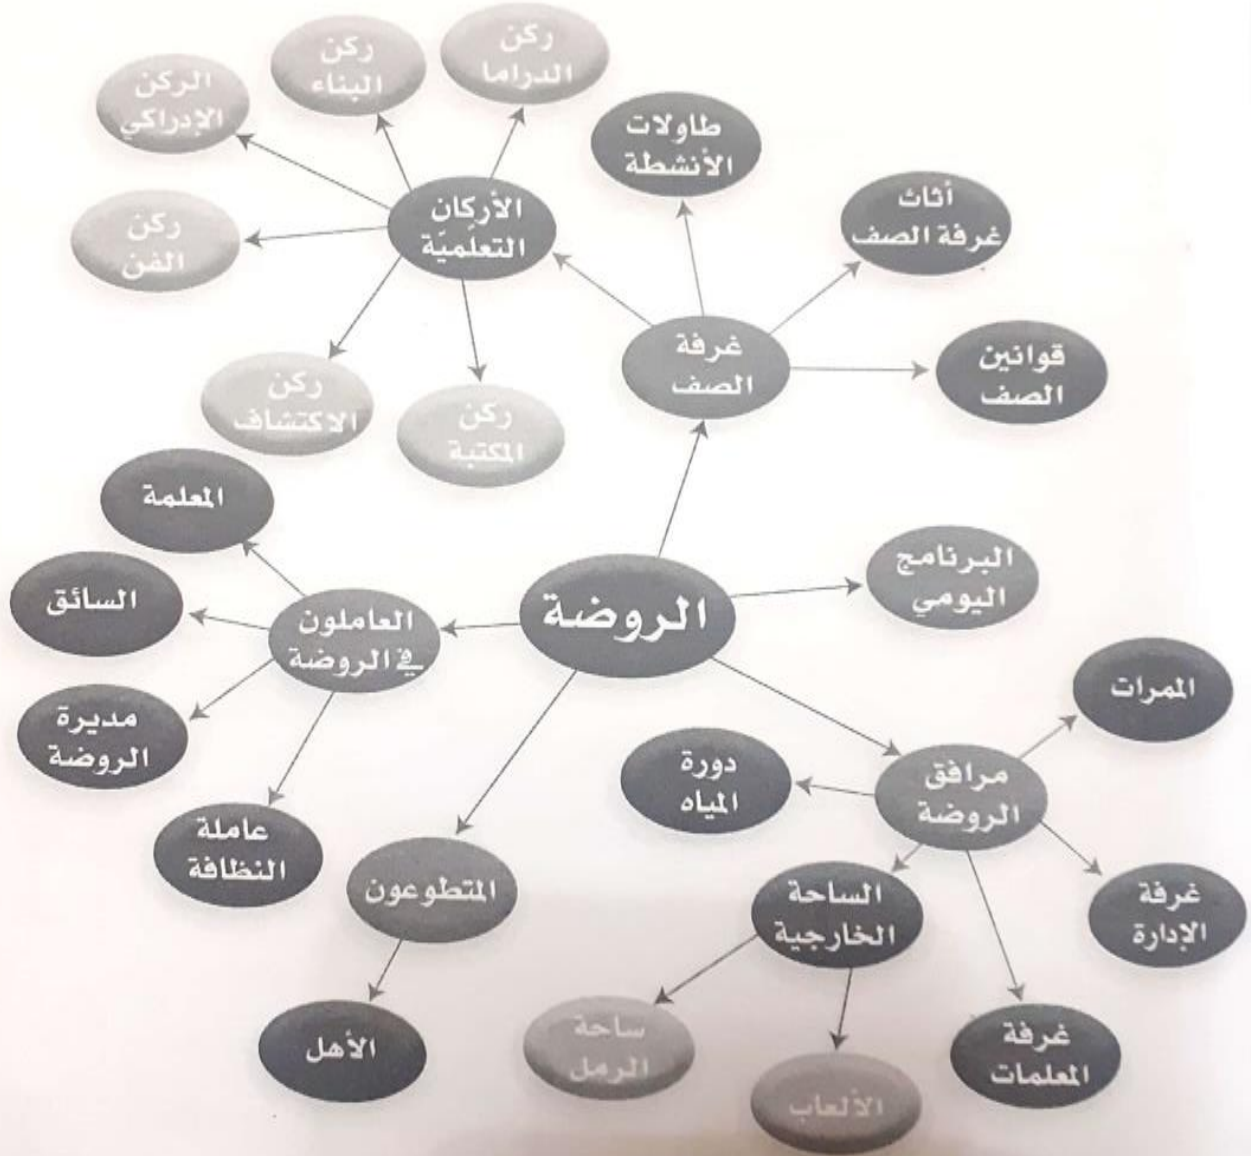 ركن
الدراما
ركن
البناء
الركن
الإدراكي
ركن
الفن
ركن
الاكتشاف
ركن
المكتبة
الأركان
التعلّميّة
طاولات
الأنشطة
أثاث
غرفة الصف
قوانين
الصف
غرفة
الصف
الروضة
البرنامج
اليومي
العاملون
في الروضة
المعلمة
السائق
مديرة
الروضة
عاملة
النظافة
المتطوعون
الأهل
مرافق
الروضة
الممرات
دورة
المياه
غرفة
الإدارة
الساحة
الخارجية
غرفة
المعلمات
ساحة
الرمل
الألعاب